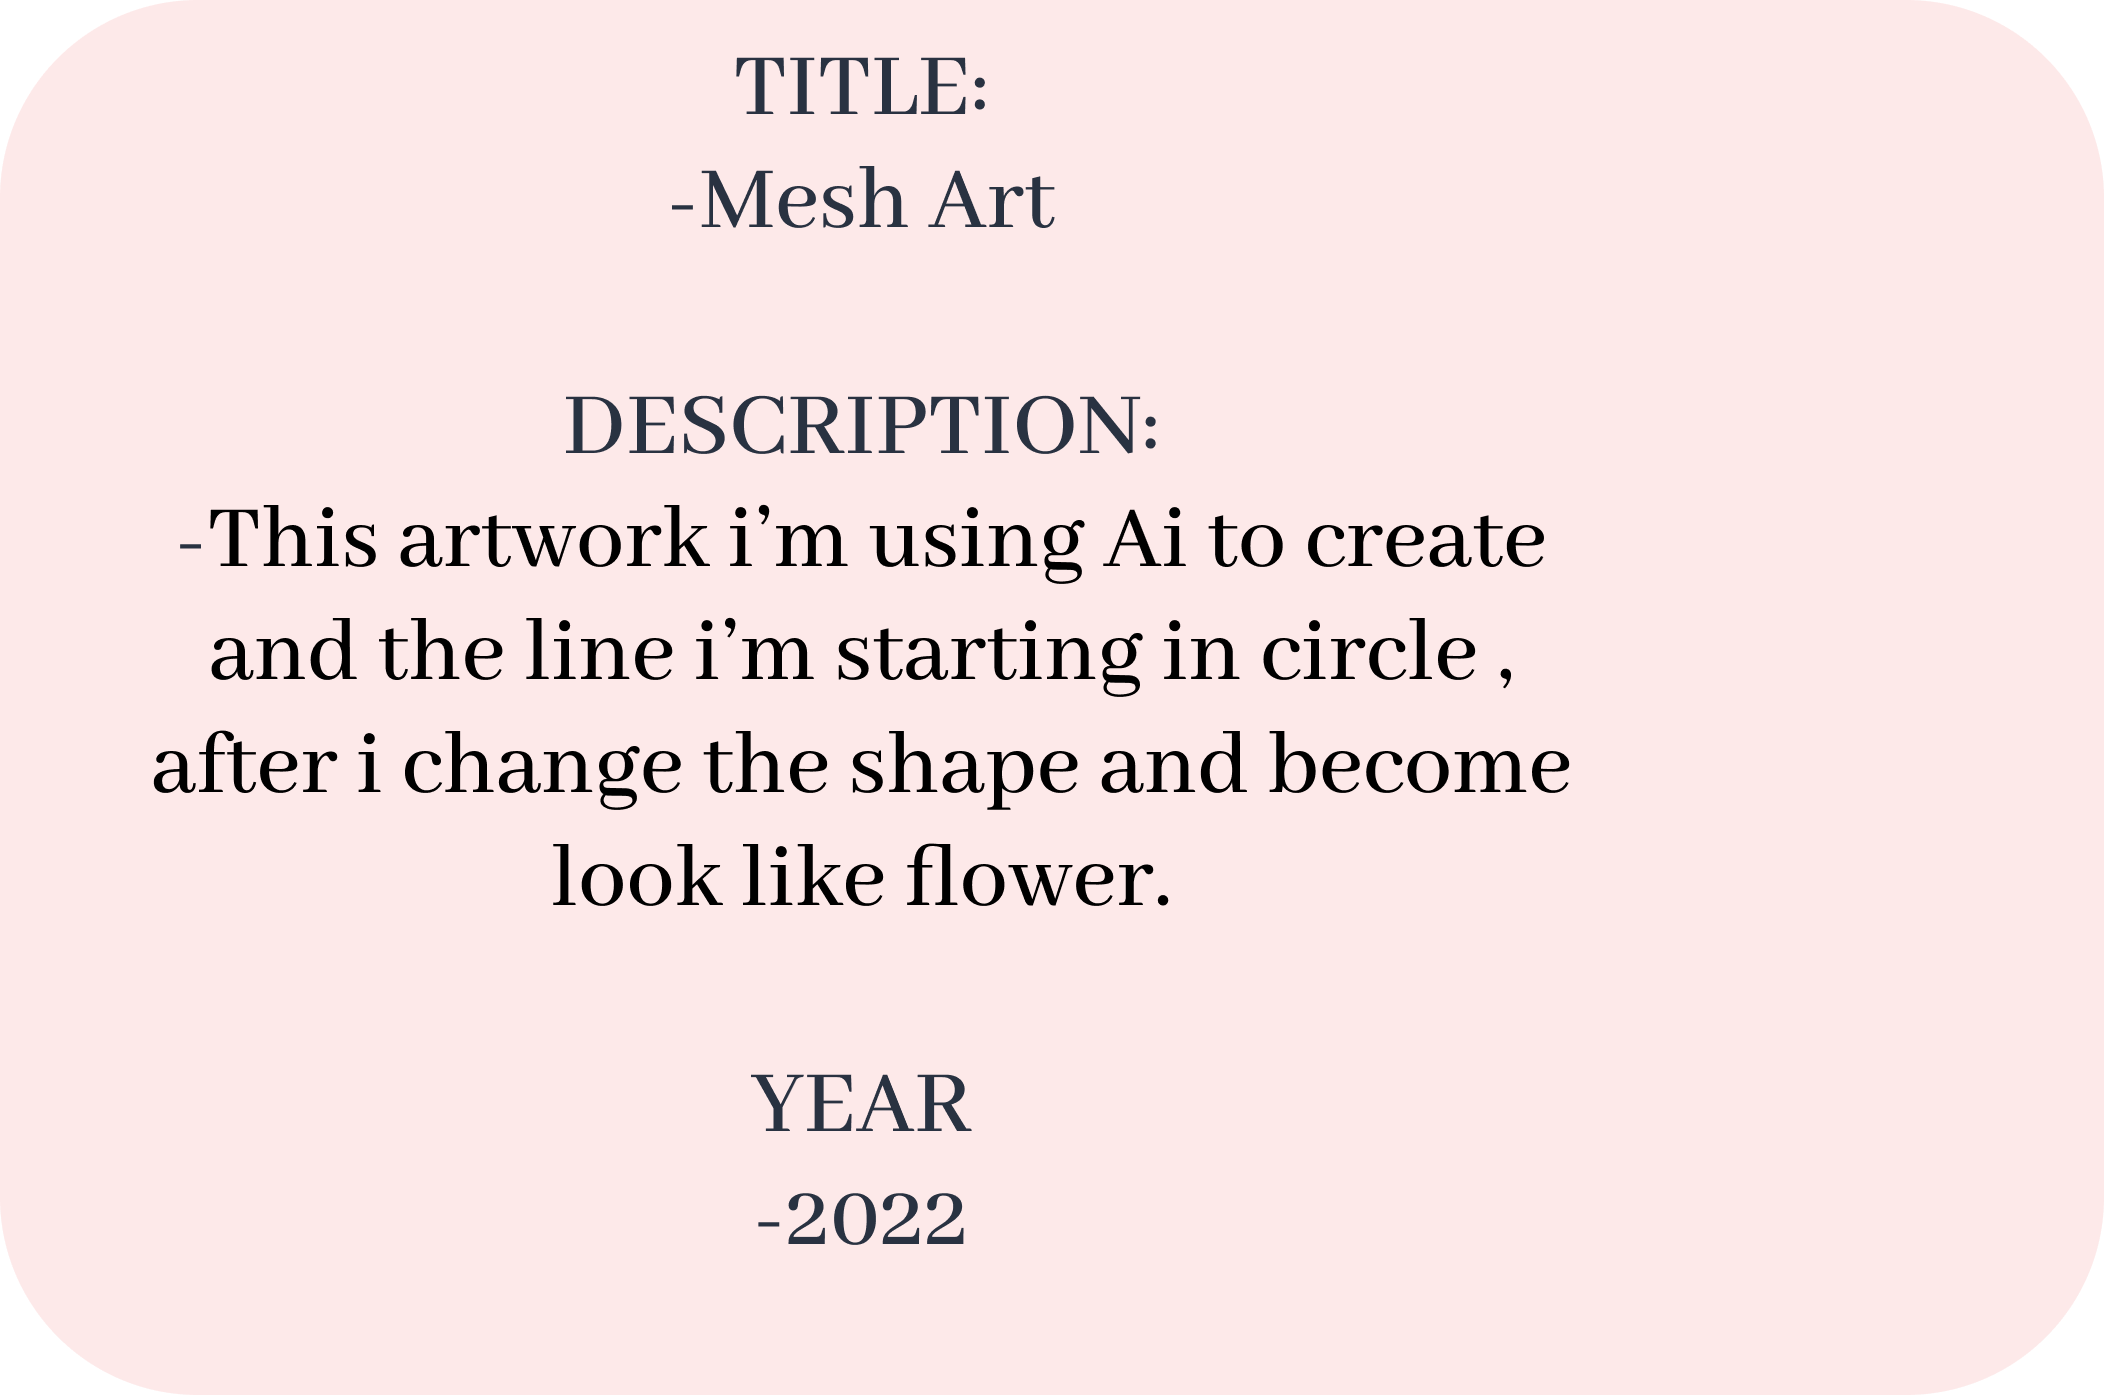 TITLE:
-Mesh Art
DESCRIPTION:
-This artwork i’m using Ai to create
and the line i’m starting in circle ,
after i change the shape and become
look like flower.
YEAR
-2022